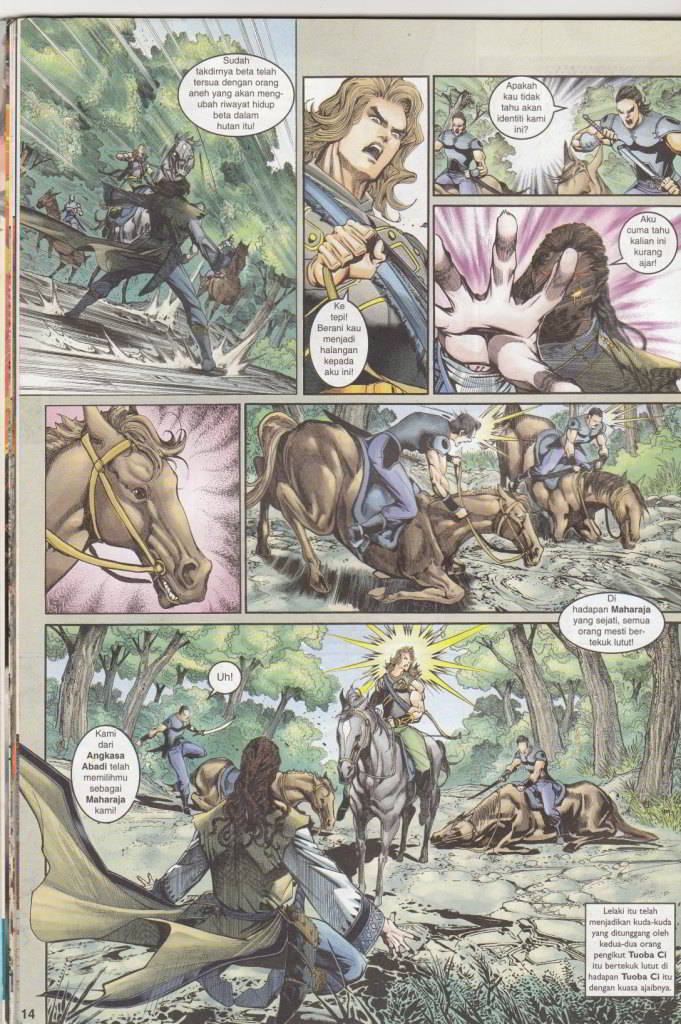 Sudah
takdirnya beta telah
tersua dengan orang
aneh yang akan meng-
ubah riwayat hidup
beta dalam
hutan itu!
Ke
tepi!
Berani kau
menjadi
halangan
kepada
aku ini!
Apakah
kau tidak
tahu akan
identiti kami
ini?
Aku
cuma tahu
kalian ini
kurang
ajar!
Di
hadapan Maharaja
yang sejati, semua
orang mesti ber-
tekuk lutut!
Uh!
Kami
dari
Angkasa
Abadi telah
memilihmu
sebagai
Maharaja
kami!
Lelaki itu telah
menjadikan kuda-kuda
yang ditunggang oleh
kedua-dua orang
pengikut Tuoba Ci
itu bertekuk lutut di
hadapan Tuoba Ci itu
dengan kuasa ajaibnya.
14